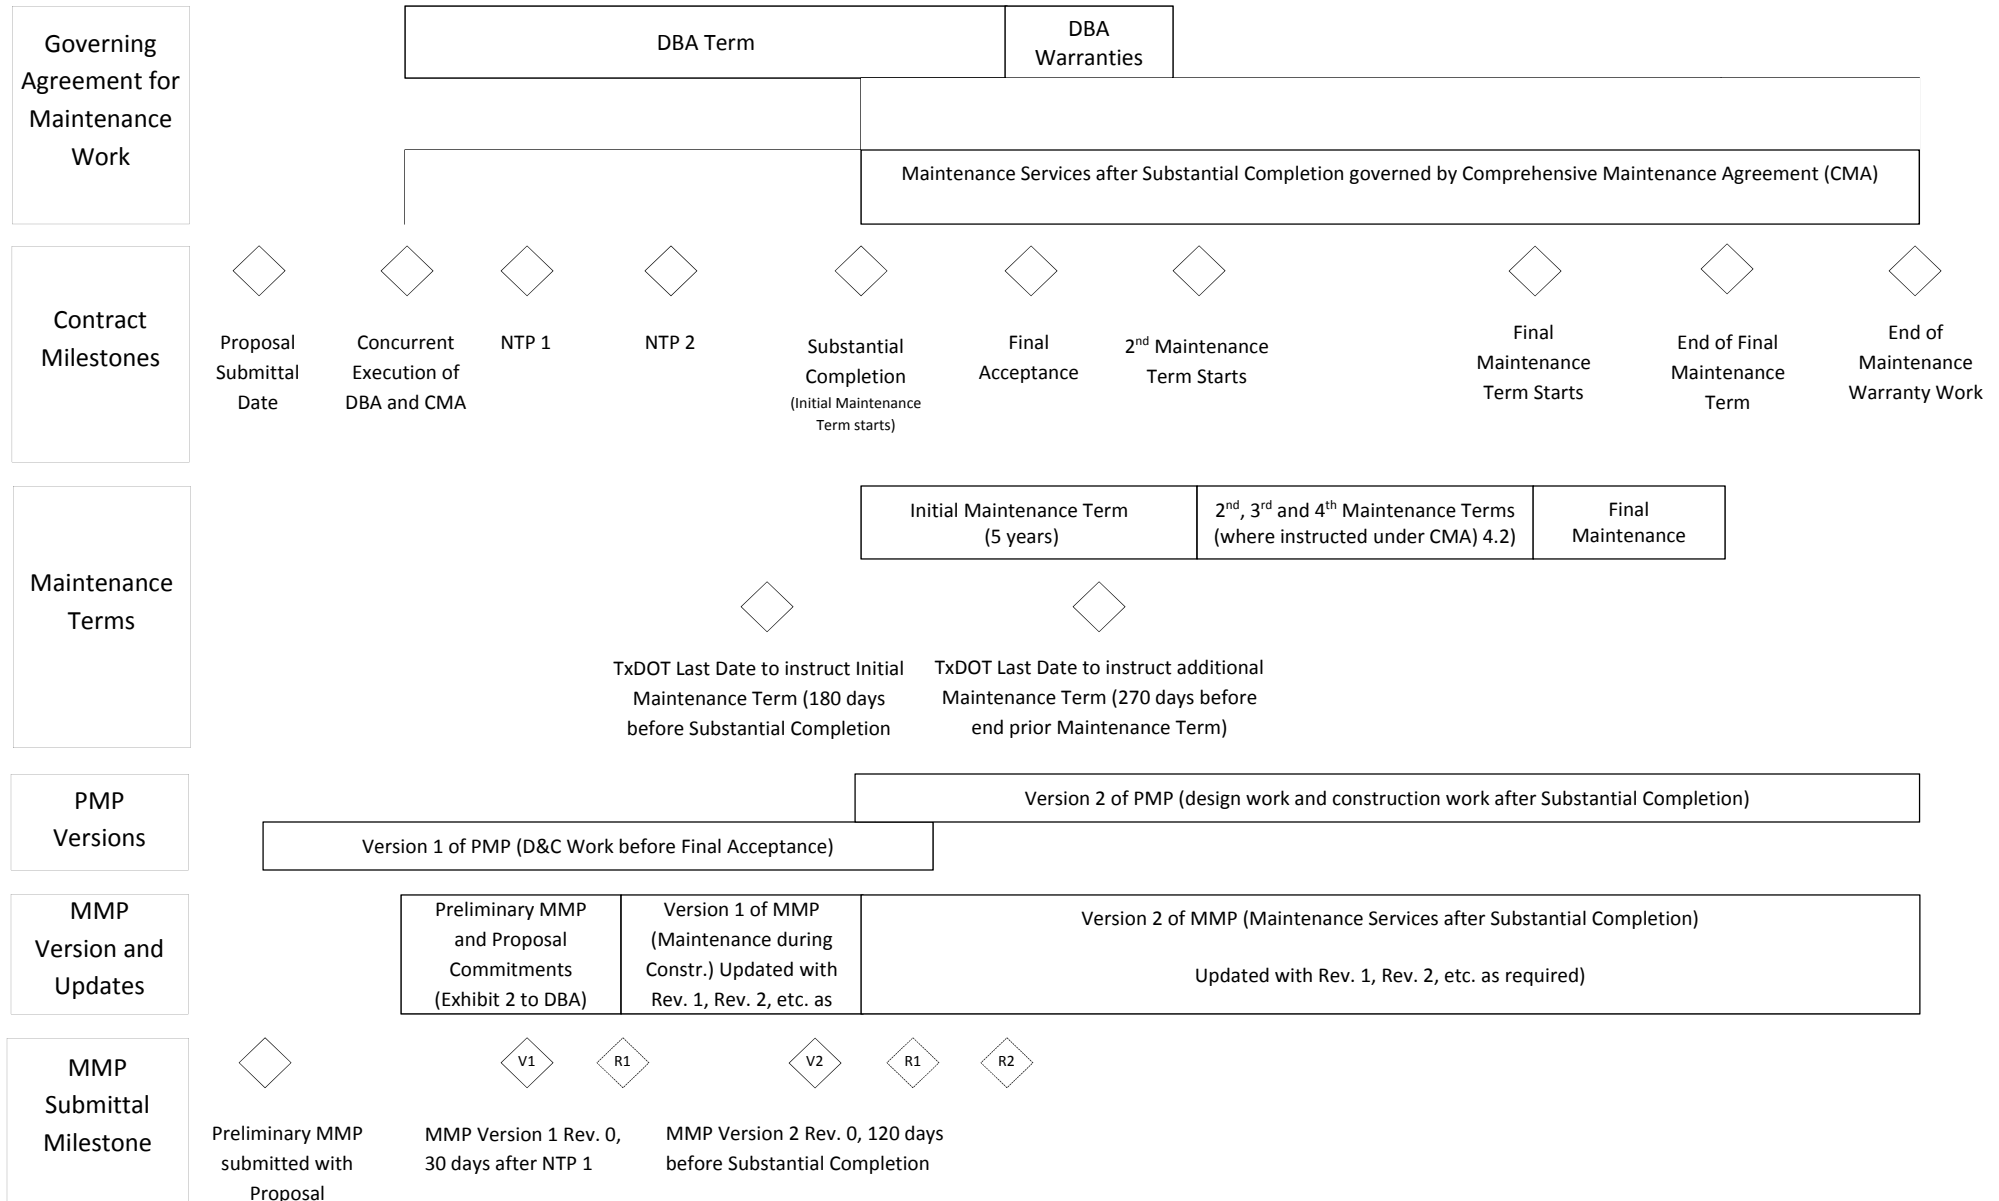 Governing
Agreement for
Maintenance
Work
DBA Term
DBA
Warranties
Maintenance Services after Substantial Completion governed by Comprehensive Maintenance Agreement (CMA)
Contract
Milestones
Proposal
Submittal
Date
Concurrent
Execution of
DBA and CMA
NTP 1
NTP 2
Substantial
Completion
(Initial Maintenance
Term starts)
Final
Acceptance
2nd Maintenance
Term Starts
Final
Maintenance
Term Starts
End of Final
Maintenance
Term
End of
Maintenance
Warranty Work
Maintenance
Terms
Initial Maintenance Term
(5 years)
2nd, 3rd and 4th Maintenance Terms
(where instructed under CMA) 4.2)
Final
Maintenance
TxDOT Last Date to instruct Initial
Maintenance Term (180 days
before Substantial Completion
TxDOT Last Date to instruct additional
Maintenance Term (270 days before
end prior Maintenance Term)
PMP
Versions
Version 2 of PMP (design work and construction work after Substantial Completion)
Version 1 of PMP (D&C Work before Final Acceptance)
MMP
Version and
Updates
Preliminary MMP
and Proposal
Commitments
(Exhibit 2 to DBA)
Version 1 of MMP
(Maintenance during
Constr.) Updated with
Rev. 1, Rev. 2, etc. as
Version 2 of MMP (Maintenance Services after Substantial Completion)
Updated with Rev. 1, Rev. 2, etc. as required)
MMP
Submittal
Milestone
V1
R1
V2
R1
R2
Preliminary MMP
submitted with
Proposal
MMP Version 1 Rev. 0,
30 days after NTP 1
MMP Version 2 Rev. 0, 120 days
before Substantial Completion